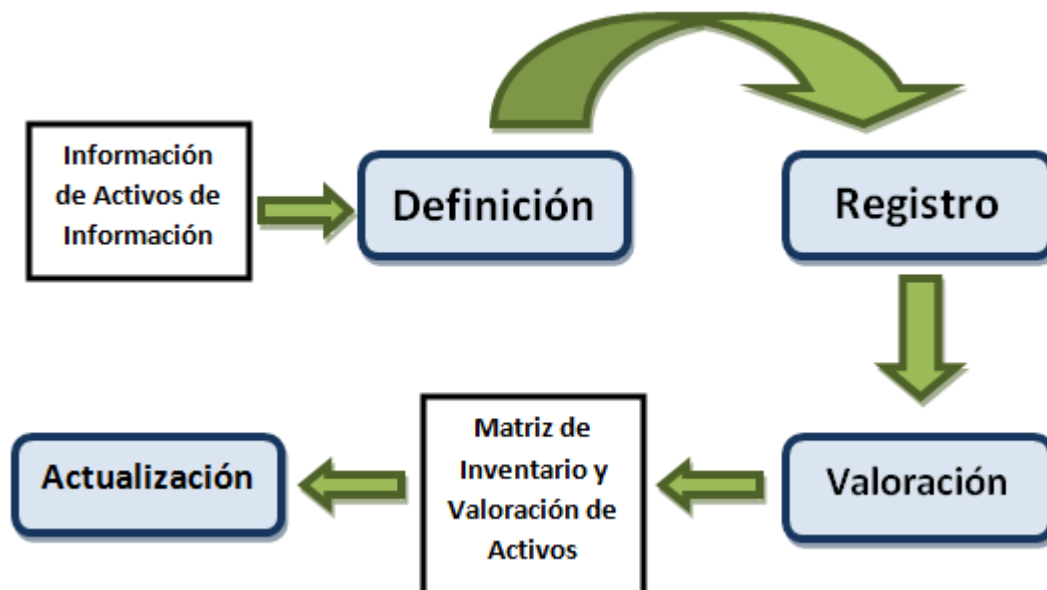 Información
de Activos de
Información
Definición
Registro
Valoración
Matriz de
Inventario y
Valoración de
Activos
Actualización